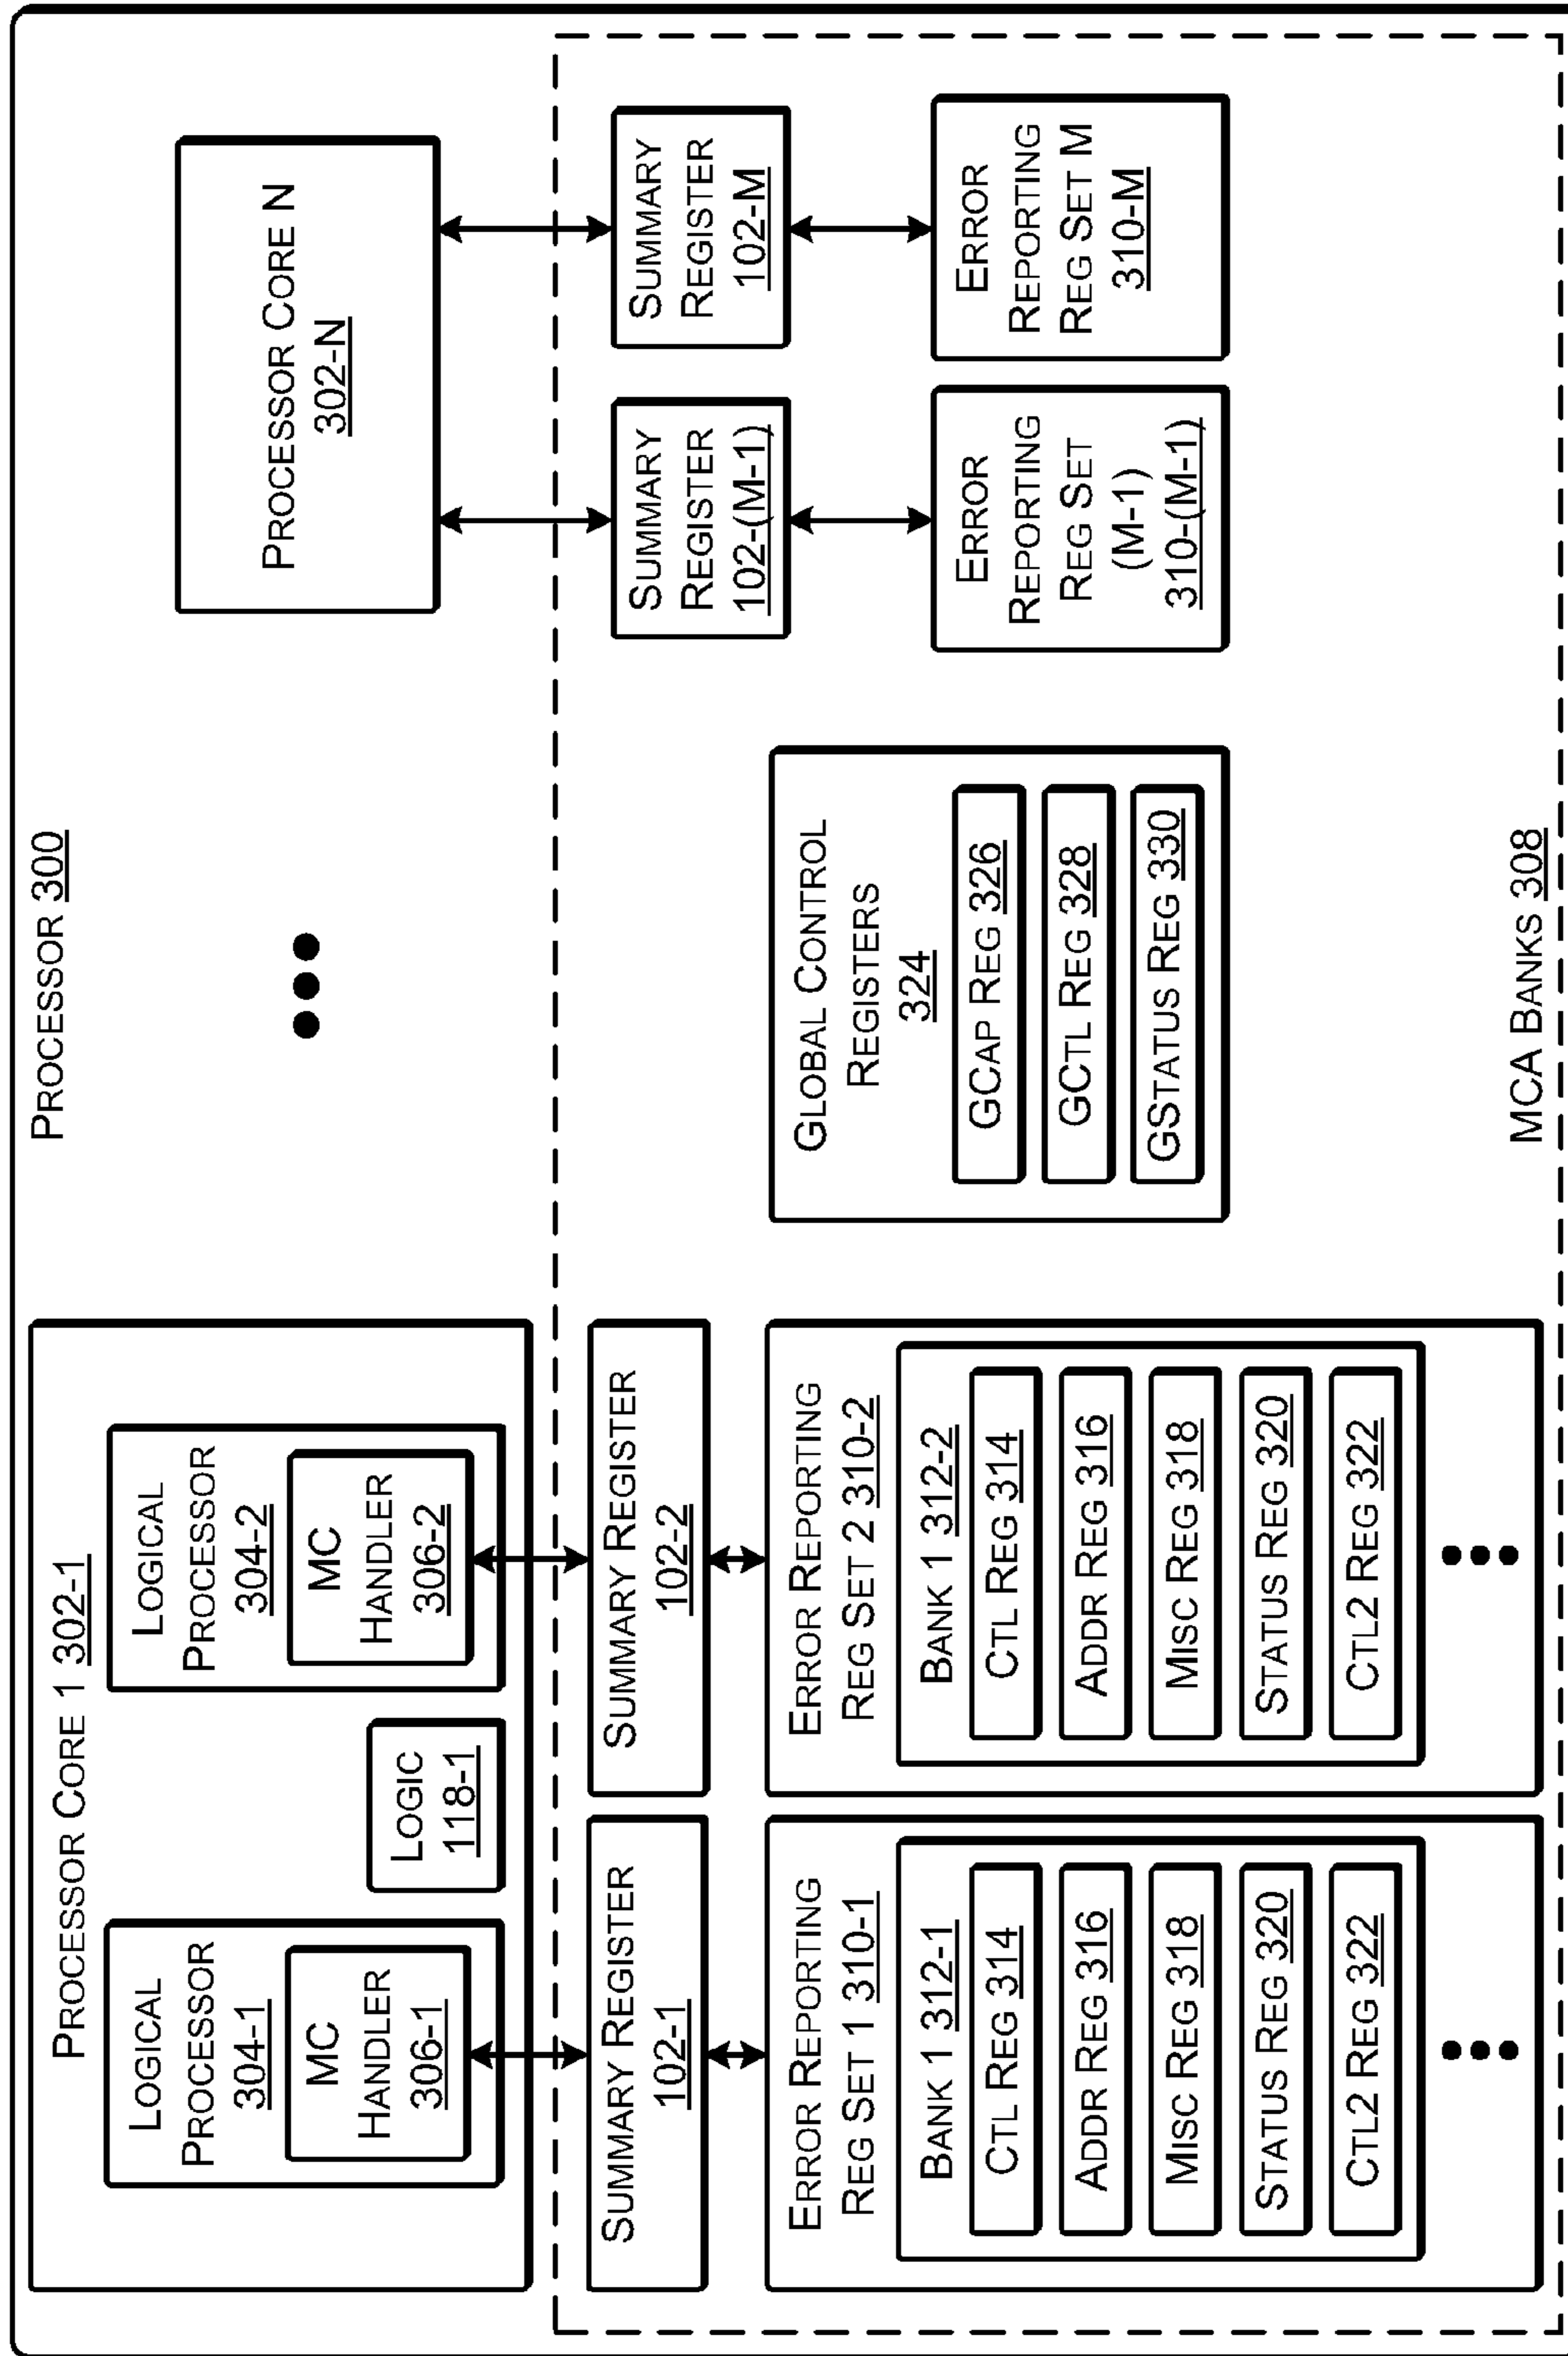 PROCESSOR 300
PROCESSOR CORE 1 302-1
LOGICAL
PROCESSOR
304-1
MC
HANDLER
306-1
LOGIC
118-1
LOGICAL
PROCESSOR
304-2
MC
HANDLER
306-2
PROCESSOR CORE N
302-N
SUMMARY REGISTER
102-1
SUMMARY REGISTER
102-2
SUMMARY
REGISTER
102-(M-1)
SUMMARY
REGISTER
102-M
ERROR REPORTING
REG SET 1 310-1
BANK 1 312-1
CTL REG 314
ADDR REG 316
MISC REG 318
STATUS REG 320
CTL2 REG 322
ERROR REPORTING
REG SET 2 310-2
BANK 1 312-2
CTL REG 314
ADDR REG 316
MISC REG 318
STATUS REG 320
CTL2 REG 322
GLOBAL CONTROL
REGISTERS
324
GCAP REG 326
GCTL REG 328
GSTATUS REG 330
ERROR
REPORTING
REG SET
(M-1)
310-(M-1)
ERROR
REPORTING
REG SET M
310-M
MCA BANKS 308